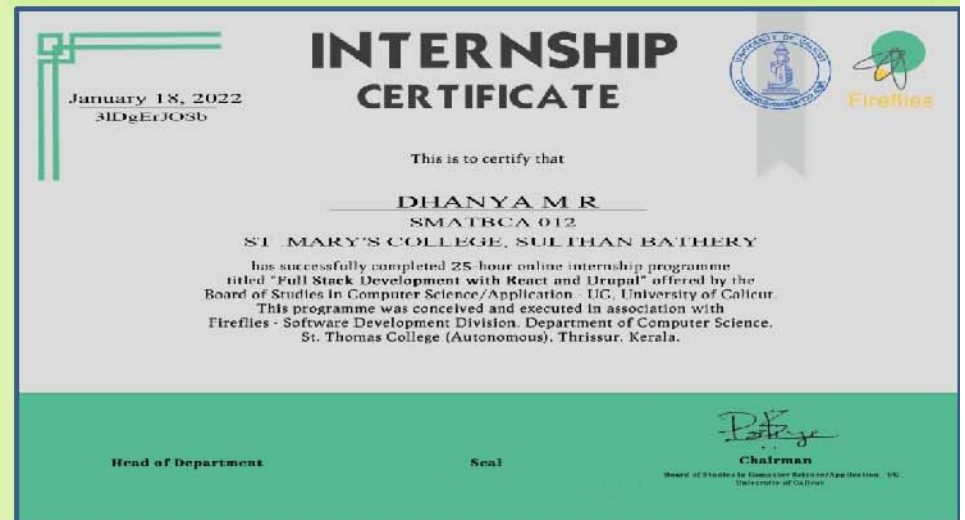 INTERNSHIP
CERTIFICATE
January 18, 2022
3lDgErJOSb
UNIVERSITY OF CALICUT
Fireflies
This is to certify that
DHANYA M R
SMATBCA 012
ST MARY'S COLLEGE, SULTHAN BATHERY
has successfully completed 25-hour online internship programme
titled "Full Stack Development with React and Drupal" offered by the
Board of Studies in Computer Science/Application - UG, University of Calicut.
This programme was conceived and executed in association with
Fireflies - Software Development Division, Department of Computer Science,
St. Thomas College (Autonomous), Thrissur, Kerala.
Head of Department
Seal
Chairman
Board of Studies in Computer Science/Application - UG
University of Calicut